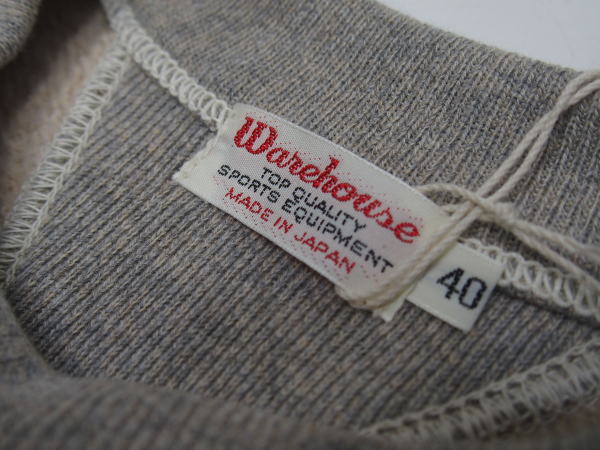 Warehouse
TOP QUALITY
SPORTS EQUIPMENT
MADE IN JAPAN
40